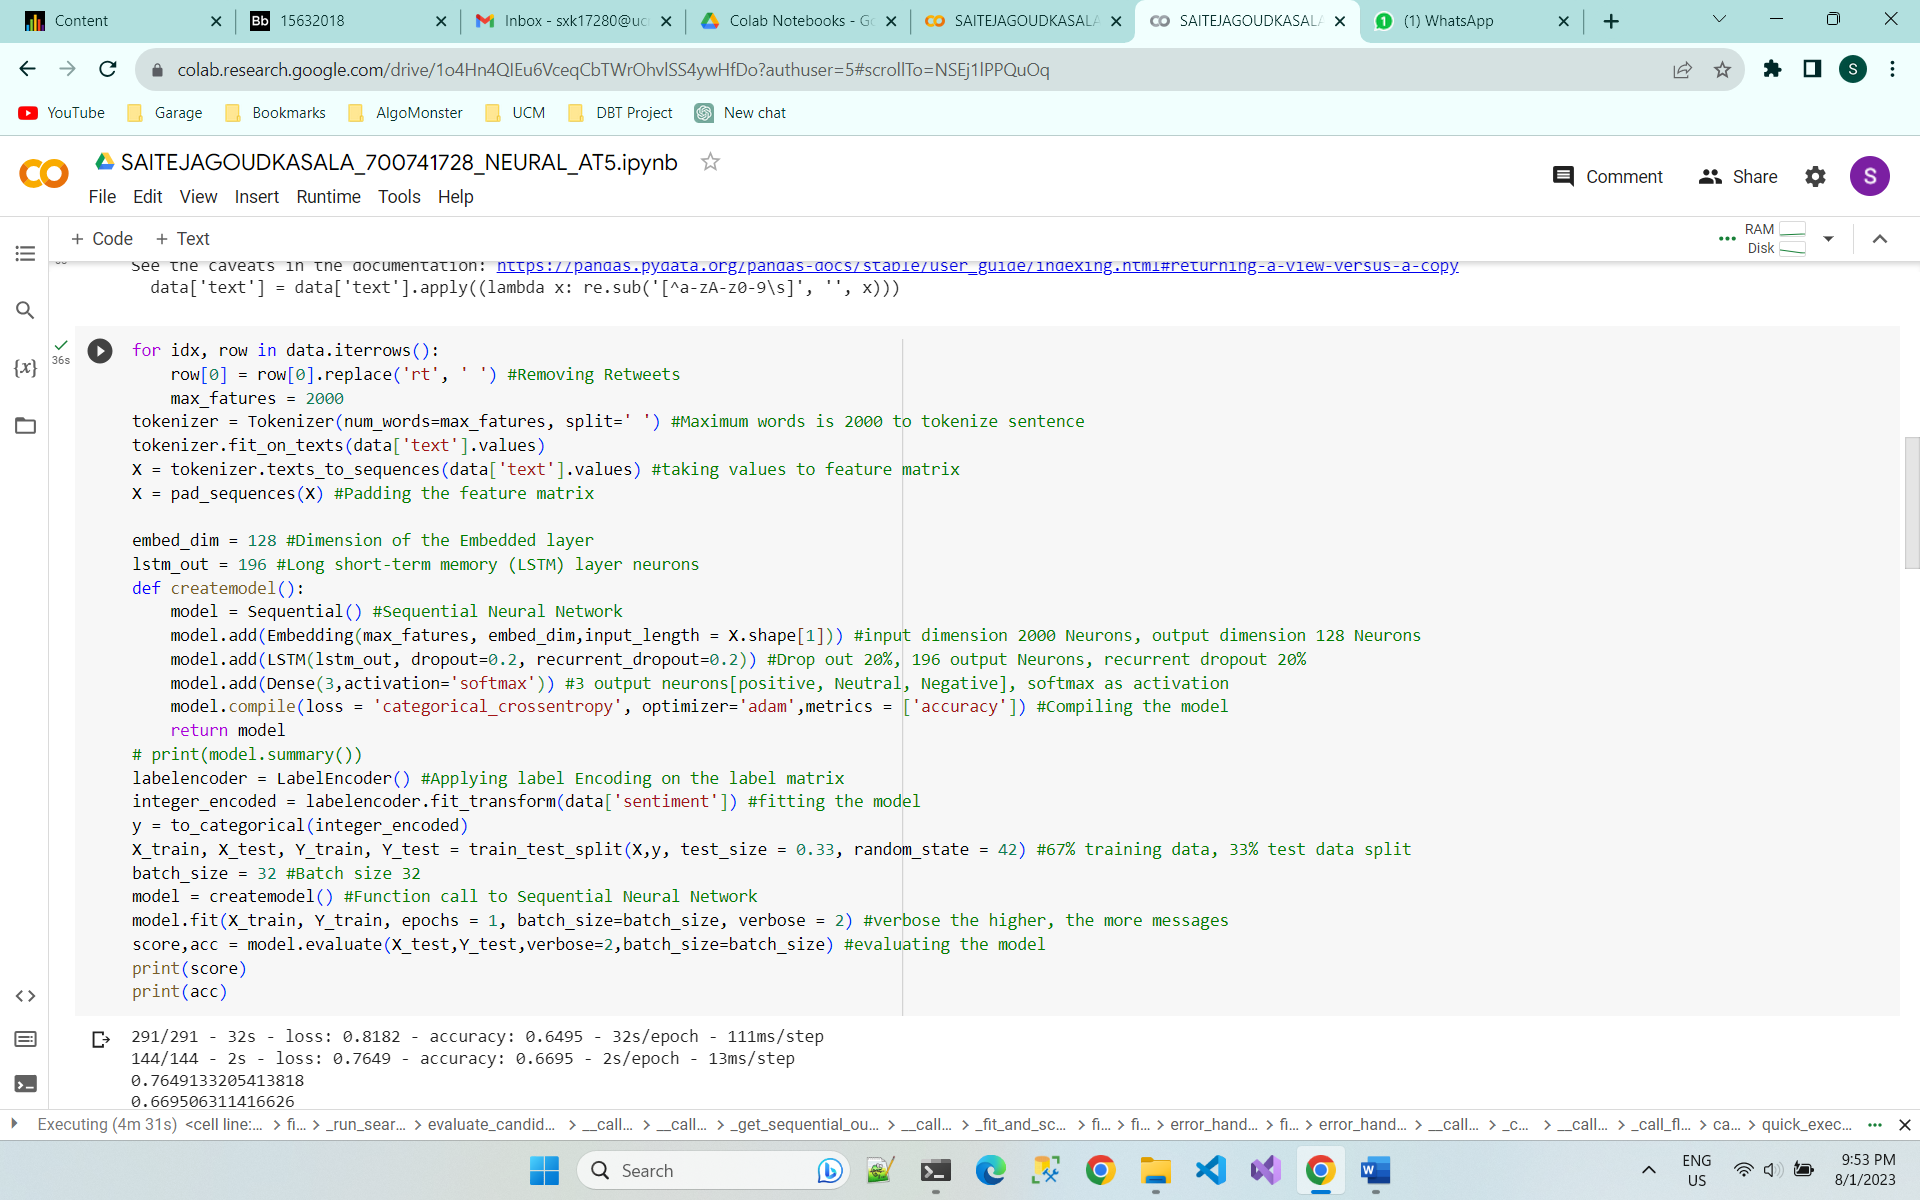 Content
Bb 15632018
Inbox - sxk17280@uc
Colab Notebooks - Go
SAITEJAGOUDKASALA
SAITEJAGOUDKASALA
(1) WhatsApp
colab.research.google.com/drive/1o4Hn4QIEu6VceqCbTWrOhvlSS4ywHfDo?authuser=5#scrollTo=NSEj1lPPQuOq
S
YouTube Garage Bookmarks AlgoMonster UCM DBT Project New chat
SAITEJAGOUDKASALA_700741728_NEURAL_AT5.ipynb
Comment Share S
File Edit View Insert Runtime Tools Help
+ Code + Text
RAM
Disk
See the caveats in the documentation: https://pandas.pydata.org/pandas-docs/stable/user_guide/indexing.html#returning-a-view-versus-a-copy
data['text'] = data['text'].apply((lambda x: re.sub('[^a-zA-z0-9\s]', '', x)))
36s
for idx, row in data.iterrows():
row[0] = row[0].replace('rt', ' ') #Removing Retweets
max_fatures = 2000
tokenizer = Tokenizer(num_words=max_fatures, split=' ') #Maximum words is 2000 to tokenize sentence
tokenizer.fit_on_texts(data['text'].values)
X = tokenizer.texts_to_sequences(data['text'].values) #taking values to feature matrix
X = pad_sequences(X) #Padding the feature matrix
embed_dim = 128 #Dimension of the Embedded layer
lstm_out = 196 #Long short-term memory (LSTM) layer neurons
def createmodel():
model = Sequential() #Sequential Neural Network
model.add(Embedding(max_fatures, embed_dim,input_length = X.shape[1])) #input dimension 2000 Neurons, output dimension 128 Neurons
model.add(LSTM(lstm_out, dropout=0.2, recurrent_dropout=0.2)) #Drop out 20%, 196 output Neurons, recurrent dropout 20%
model.add(Dense(3,activation='softmax')) #3 output neurons[positive, Neutral, Negative], softmax as activation
model.compile(loss = 'categorical_crossentropy', optimizer='adam',metrics = ['accuracy']) #Compiling the model
return model
# print(model.summary())
labelencoder = LabelEncoder() #Applying label Encoding on the label matrix
integer_encoded = labelencoder.fit_transform(data['sentiment']) #fitting the model
y = to_categorical(integer_encoded)
X_train, X_test, Y_train, Y_test = train_test_split(X,y, test_size = 0.33, random_state = 42) #67% training data, 33% test data split
batch_size = 32 #Batch size 32
model = createmodel() #Function call to Sequential Neural Network
model.fit(X_train, Y_train, epochs = 1, batch_size=batch_size, verbose = 2) #verbose the higher, the more messages
score,acc = model.evaluate(X_test,Y_test,verbose=2,batch_size=batch_size) #evaluating the model
print(score)
print(acc)
291/291 - 32s - loss: 0.8182 - accuracy: 0.6495 - 32s/epoch - 111ms/step
144/144 - 2s - loss: 0.7649 - accuracy: 0.6695 - 2s/epoch - 13ms/step
0.7649133205413818
0.669506311416626
Executing (4m 31s) <cell line:... > fi... > _run_sear... > evaluate_candid... > __call... > __call... > _get_sequential_ou... > __call... > _fit_and_sc... > fi... > fi... > error_hand... > fi... > error_hand... > __call... > _c... > __call... > _call_fl... > ca... > quick_exec...
Search
ENG
US
9:53 PM
8/1/2023